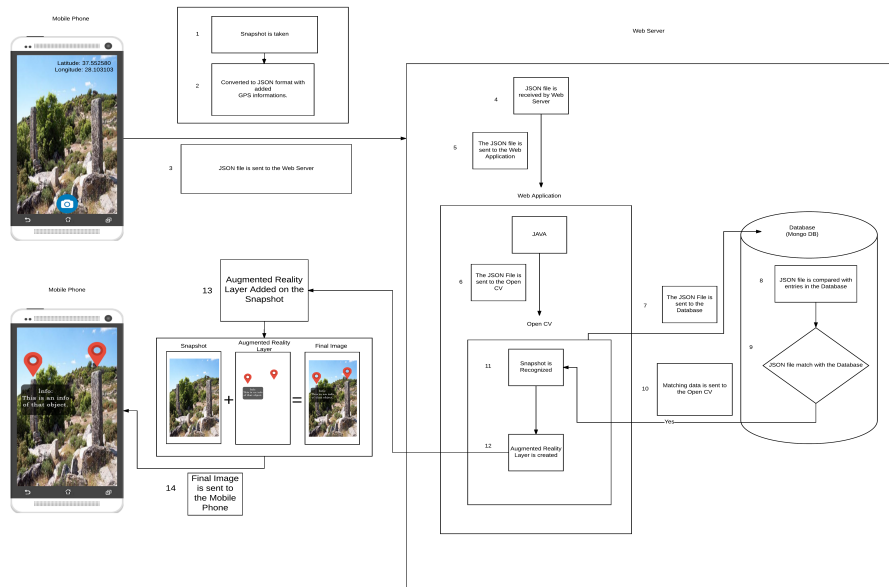 Mobile Phone
Latitude: 37.552580
Longitude: 28.103103
1
Snapshot is taken
2
Converted to JSON format with
added
GPS informations.
3
JSON file is sent to the Web Server
Web Server
4
JSON file is
received by Web
Server
5
The JSON file is
sent to the Web
Application
Web Application
JAVA
6
The JSON File is
sent to the Open
CV
Open CV
7
The JSON File is
sent to the
Database
Database
(Mongo DB)
8
JSON file is compared with
entries in the Database
9
JSON file match with the Database
Yes
10
Matching data is sent to
the Open CV
11
Snapshot is
Recognized
12
Augmented Reality
Layer is created
13
Augmented Reality
Layer Added on the
Snapshot
Snapshot
Augmented Reality
Layer
Final Image
+
=
14
Final Image
is sent to
the Mobile
Phone
Mobile Phone
Info:
This is an info
of that object.